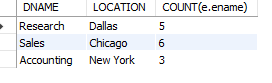 DNAME LOCATION COUNT(e.ename)
Research Dallas 5
Sales Chicago 6
Accounting New York 3